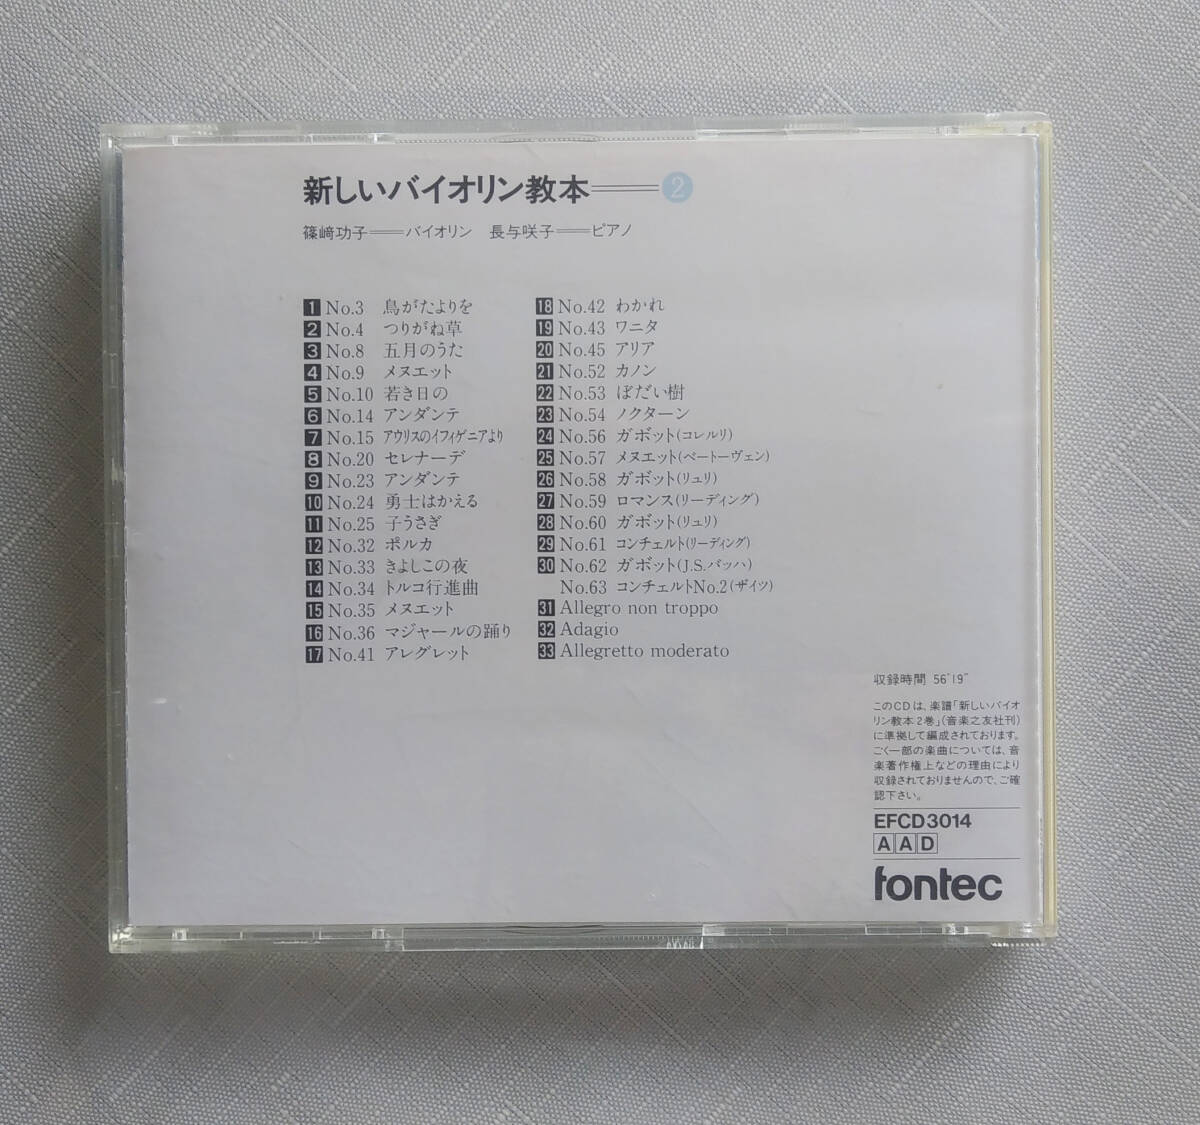 新しいバイオリン教本══2
篠﨑功子══バイオリン 長与咲子══ピアノ
1 No.3 鳥がたよりを
2 No.4 つりがね草
3 No.8 五月のうた
4 No.9 メヌエット
5 No.10 若き日の
6 No.14 アンダンテ
7 No.15 アウリスのイフィゲニアより
8 No.20 セレナーデ
9 No.23 アンダンテ
10 No.24 勇士はかえる
11 No.25 子うさぎ
12 No.32 ポルカ
13 No.33 きよしこの夜
14 No.34 トルコ行進曲
15 No.35 メヌエット
16 No.36 マジャールの踊り
17 No.41 アレグレット
18 No.42 わかれ
19 No.43 ワニタ
20 No.45 アリア
21 No.52 カノン
22 No.53 ぼだい樹
23 No.54 ノクターン
24 No.56 ガボット(コレルリ)
25 No.57 メヌエット(ベートーヴェン)
26 No.58 ガボット(リュリ)
27 No.59 ロマンス(リーディング)
28 No.60 ガボット(リュリ)
29 No.61 コンチェルト(リーディング)
30 No.62 ガボット(J.S.バッハ)
No.63 コンチェルトNo.2(ザイツ)
31 Allegro non troppo
32 Adagio
33 Allegretto moderato
収録時間 56'19"
このCDは、楽譜「新しいバイオ
リン教本2巻」(音楽之友社刊)
に準拠して編成されております。
ごく一部の楽曲については、音
楽著作権上などの理由により
収録されておりませんので、ご確
認下さい。
EFCD3014
A A D
fontec